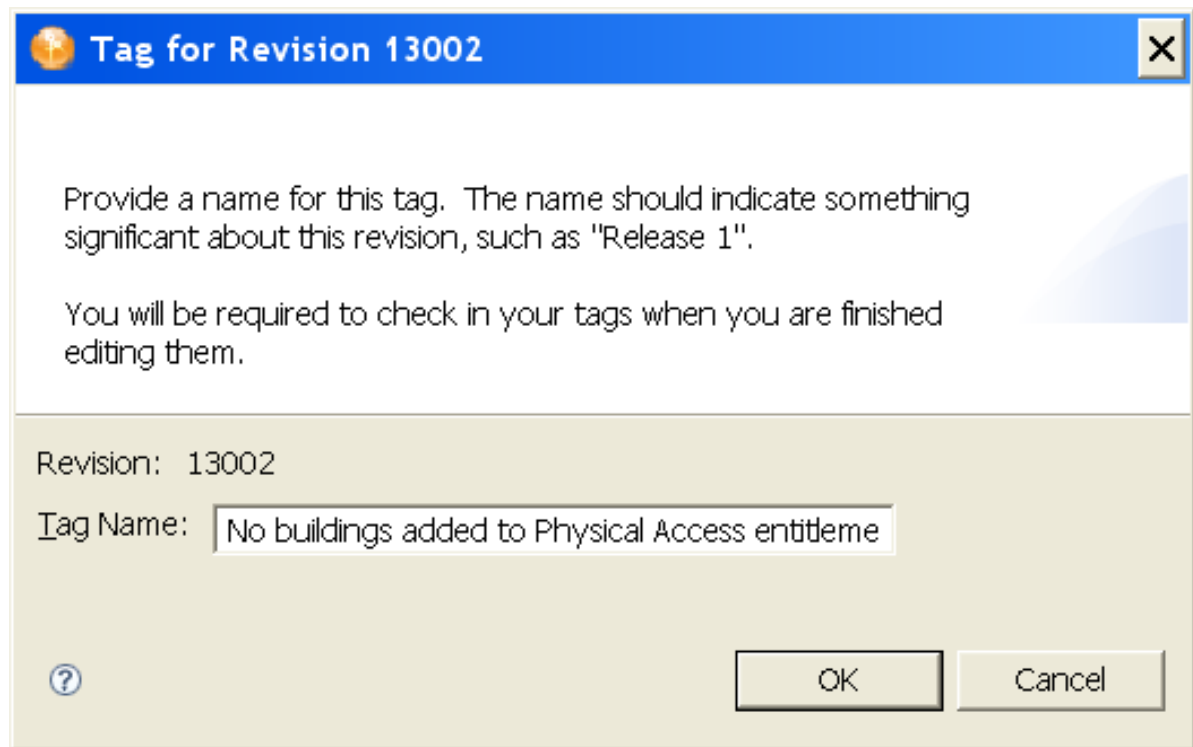 Tag for Revision 13002
Provide a name for this tag.  The name should indicate something
significant about this revision, such as "Release 1".
You will be required to check in your tags when you are finished
editing them.
Revision: 13002
Tag Name: No buildings added to Physical Access entitleme
?
OK Cancel